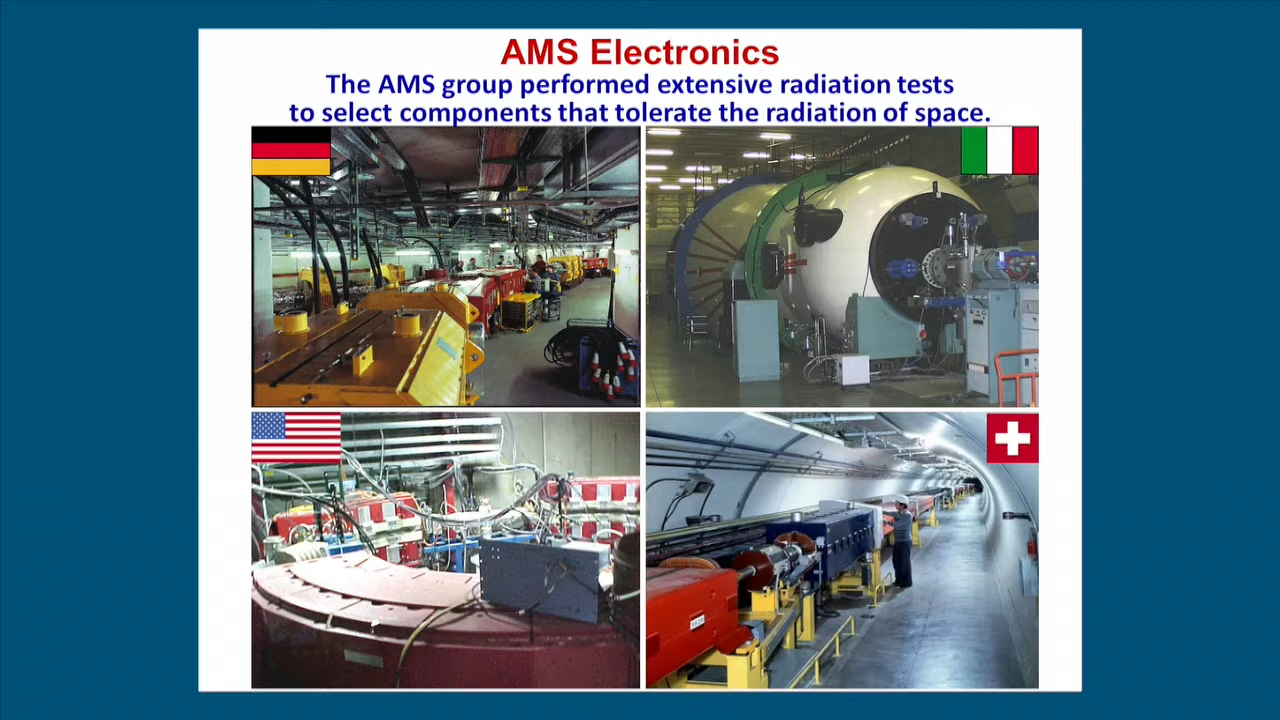 AMS Electronics
The AMS group performed extensive radiation tests
to select components that tolerate the radiation of space.